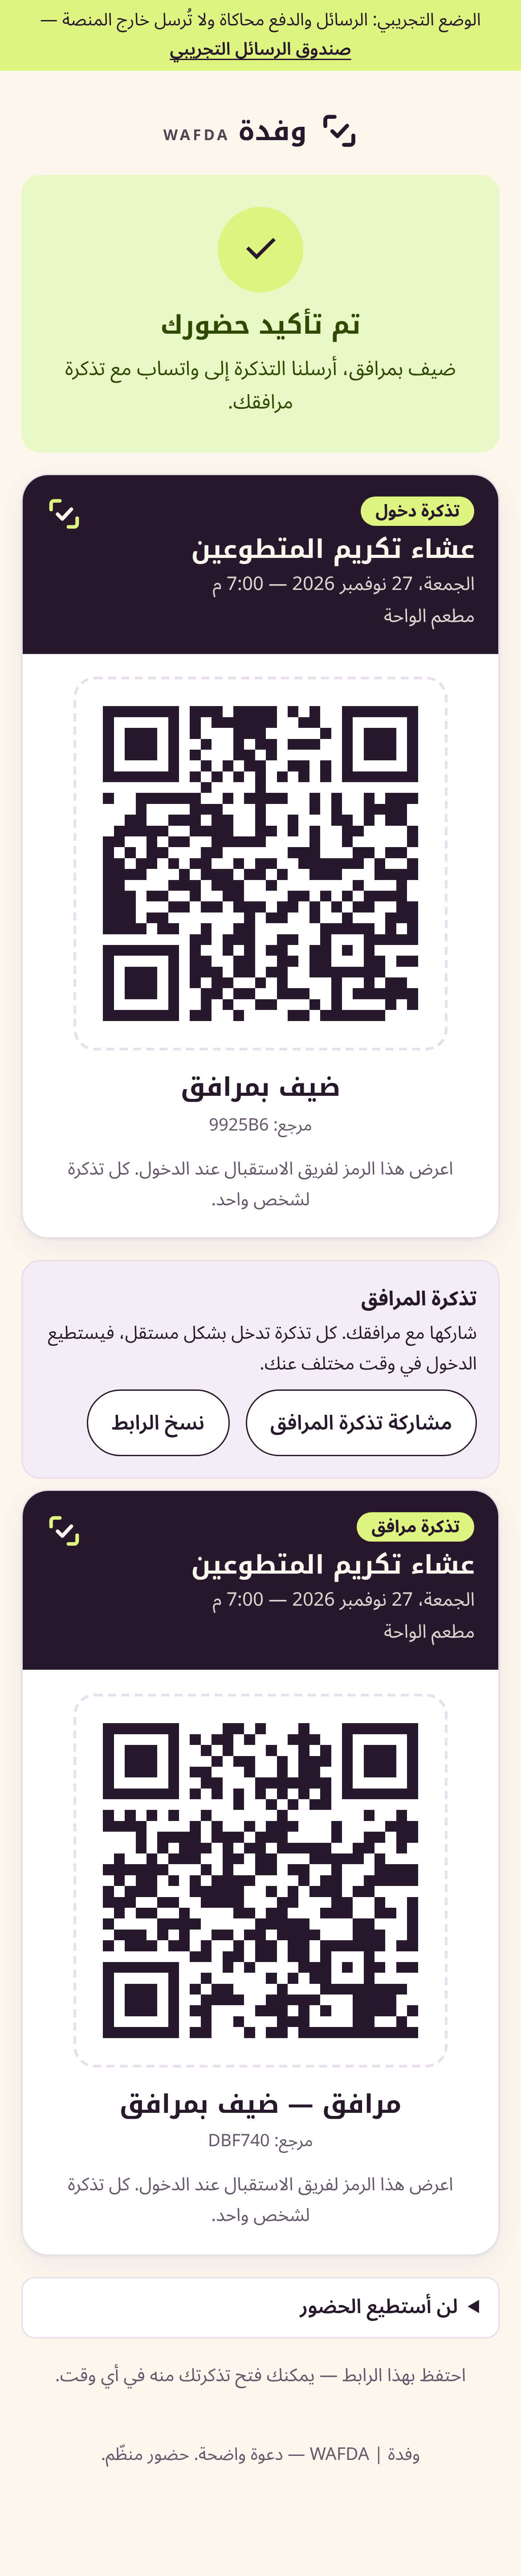 الوضع التجريبي: الرسائل والدفع محاكاة ولا تُرسل خارج المنصة —
صندوق الرسائل التجريبي
وفدة WAFDA
تم تأكيد حضورك
ضيف بمرافق، أرسلنا التذكرة إلى واتساب مع تذكرة
مرافقك.
تذكرة دخول
عشاء تكريم المتطوعين
الجمعة، 27 نوفمبر 2026 — 7:00 م
مطعم الواحة
ضيف بمرافق
مرجع: 9925B6
اعرض هذا الرمز لفريق الاستقبال عند الدخول. كل تذكرة
لشخص واحد.
تذكرة المرافق
شاركها مع مرافقك. كل تذكرة تدخل بشكل مستقل، فيستطيع
الدخول في وقت مختلف عنك.
مشاركة تذكرة المرافق
نسخ الرابط
تذكرة مرافق
عشاء تكريم المتطوعين
الجمعة، 27 نوفمبر 2026 — 7:00 م
مطعم الواحة
مرافق — ضيف بمرافق
مرجع: DBF740
اعرض هذا الرمز لفريق الاستقبال عند الدخول. كل تذكرة
لشخص واحد.
لن أستطيع الحضور
احتفظ بهذا الرابط — يمكنك فتح تذكرتك منه في أي وقت.
وفدة | WAFDA — دعوة واضحة. حضور منظّم.